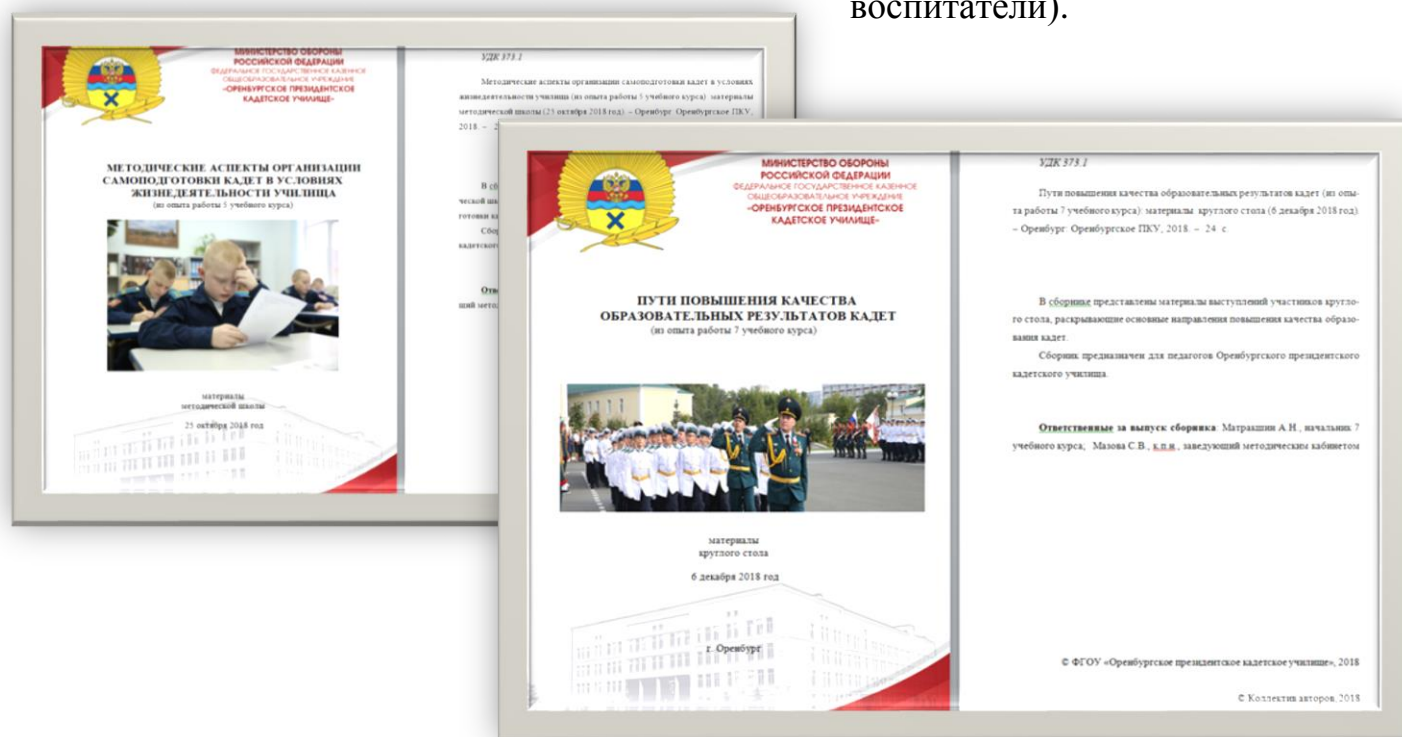 воспитатели).
МИНИСТЕРСТВО ОБОРОНЫ
РОССИЙСКОЙ ФЕДЕРАЦИИ
ФЕДЕРАЛЬНОЕ ГОСУДАРСТВЕННОЕ КАЗЕННОЕ
ОБЩЕОБРАЗОВАТЕЛЬНОЕ УЧРЕЖДЕНИЕ
«ОРЕНБУРГСКОЕ ПРЕЗИДЕНТСКОЕ
КАДЕТСКОЕ УЧИЛИЩЕ»
МЕТОДИЧЕСКИЕ АСПЕКТЫ ОРГАНИЗАЦИИ
САМОПОДГОТОВКИ КАДЕТ В УСЛОВИЯХ
ЖИЗНЕДЕЯТЕЛЬНОСТИ УЧИЛИЩА
(из опыта работы 5 учебного курса)
материалы
методической школы
25 октября 2018 год
УДК 373.1
Методические аспекты организации самоподготовки кадет в условиях
жизнедеятельности училища (из опыта работы 5 учебного курса): материалы
методической школы (25 октября 2018 год). – Оренбург: Оренбургское ПКУ,
2018. –
В
ческой
готовки
кадетского
щий
МИНИСТЕРСТВО ОБОРОНЫ
РОССИЙСКОЙ ФЕДЕРАЦИИ
ФЕДЕРАЛЬНОЕ ГОСУДАРСТВЕННОЕ КАЗЕННОЕ
ОБЩЕОБРАЗОВАТЕЛЬНОЕ УЧРЕЖДЕНИЕ
«ОРЕНБУРГСКОЕ ПРЕЗИДЕНТСКОЕ
КАДЕТСКОЕ УЧИЛИЩЕ»
ПУТИ ПОВЫШЕНИЯ КАЧЕСТВА
ОБРАЗОВАТЕЛЬНЫХ РЕЗУЛЬТАТОВ КАДЕТ
(из опыта работы 7 учебного курса)
материалы
круглого стола
6 декабря 2018 год
г. Оренбург
УДК 373.1
Пути повышения качества образовательных результатов кадет (из опы-
та работы 7 учебного курса): материалы круглого стола (6 декабря 2018 год).
– Оренбург: Оренбургское ПКУ, 2018. – 24 с.
В сборнике представлены материалы выступлений участников кругло-
го стола, раскрывающие основные направления повышения качества образо-
вания кадет.
Сборник предназначен для педагогов Оренбургского президентского
кадетского училища.
Ответственные за выпуск сборника: Матракшин А.Н., начальник 7
учебного курса; Мазова С.В., к.п.н., заведующий методическим кабинетом
© ФГОУ «Оренбургское президентское кадетское училище», 2018
© Коллектив авторов, 2018